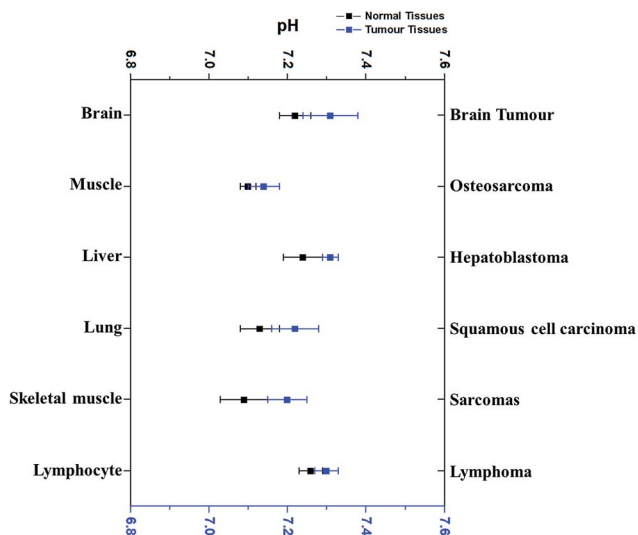 pH
Normal Tissues
Tumour Tissues
6.8 7.0 7.2 7.4 7.6
Brain Brain Tumour
Muscle Osteosarcoma
Liver Hepatoblastoma
Lung Squamous cell carcinoma
Skeletal muscle Sarcomas
Lymphocyte Lymphoma
6.8 7.0 7.2 7.4 7.6